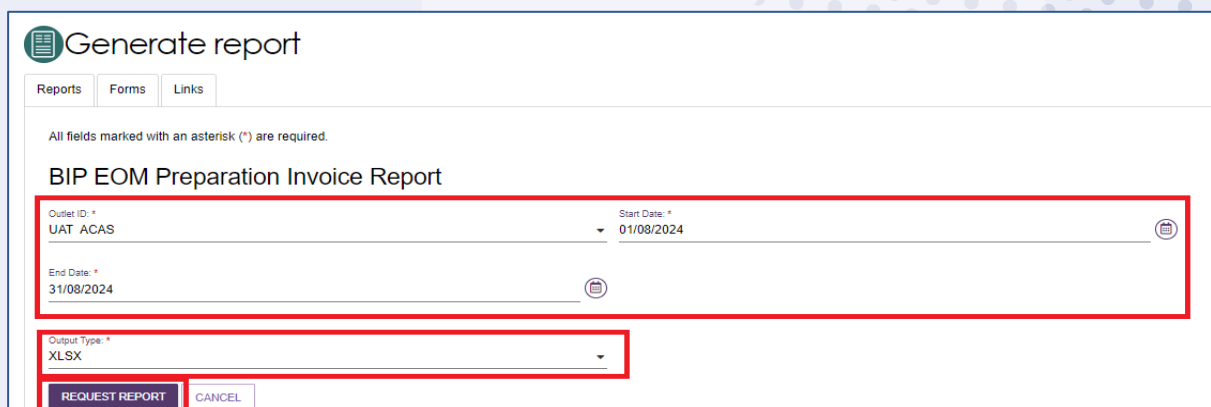 Generate report
Reports Forms Links
All fields marked with an asterisk (*) are required.
BIP EOM Preparation Invoice Report
Outlet ID: * Start Date: *
UAT ACAS 01/08/2024
End Date: *
31/08/2024
Output Type: *
XLSX
REQUEST REPORT CANCEL